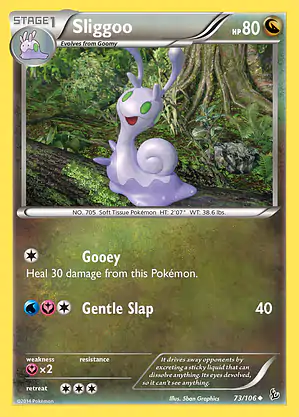 STAGE 1
Sliggoo
HP 80
Evolves from Goomy
NO. 705 Soft Tissue Pokémon HT: 2'07" WT: 38.6 lbs.
Gooey
Heal 30 damage from this Pokémon.
Gentle Slap 40
weakness resistance
×2
It drives away opponents by
excreting a sticky liquid that can
dissolve anything. Its eyes devolved,
so it can't see anything.
retreat
©2014 Pokémon
Illus. 5ban Graphics
73/106